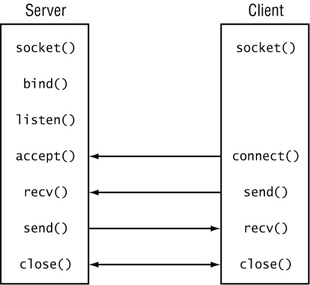 Server
Client
socket()
socket()
bind()
listen()
accept()
connect()
recv()
send()
send()
recv()
close()
close()